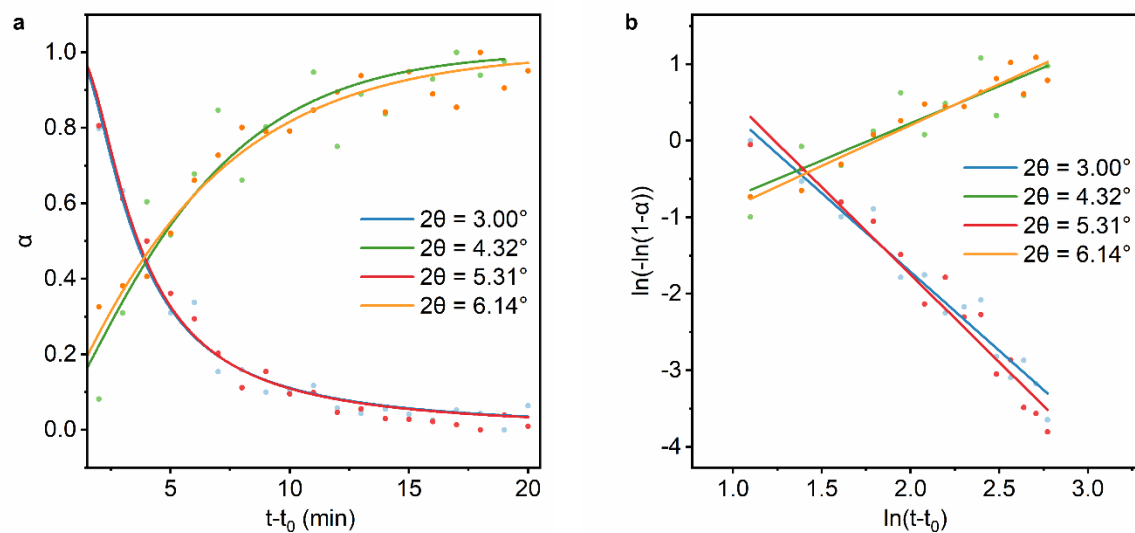 a
α
1.0
0.8
0.6
0.4
0.2
0.0
2θ = 3.00°
2θ = 4.32°
2θ = 5.31°
2θ = 6.14°
5
10
15
20
t-t0 (min)
b
ln(-ln(1-α))
1
0
-1
-2
-3
-4
2θ = 3.00°
2θ = 4.32°
2θ = 5.31°
2θ = 6.14°
1.0
1.5
2.0
2.5
3.0
ln(t-t0)